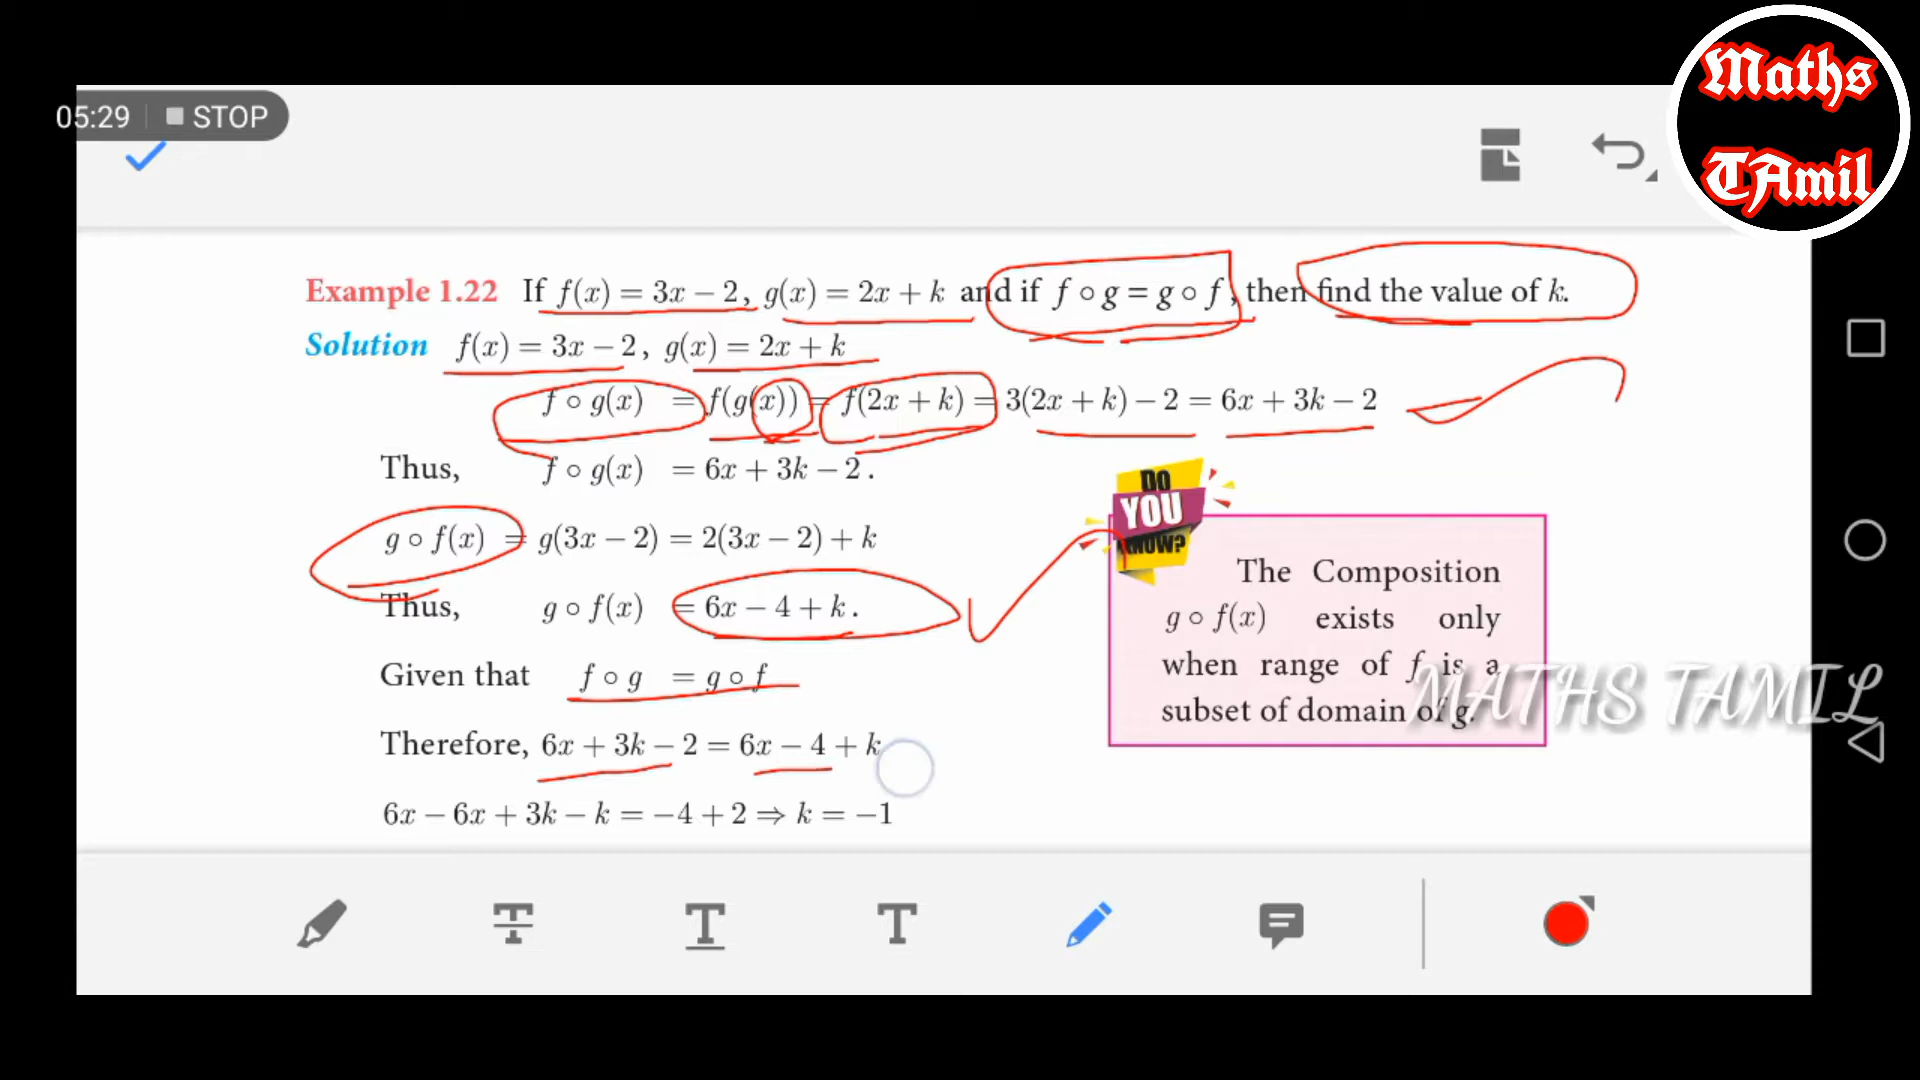 Maths
TAmil
05:29 STOP
Example 1.22 If f(x) = 3x − 2, g(x) = 2x + k and if f ∘ g = g ∘ f, then find the value of k.
Solution f(x) = 3x − 2, g(x) = 2x + k
f ∘ g(x) = f(g(x)) = f(2x + k) = 3(2x + k) − 2 = 6x + 3k − 2
Thus, f ∘ g(x) = 6x + 3k − 2.
g ∘ f(x) = g(3x − 2) = 2(3x − 2) + k
Thus, g ∘ f(x) = 6x − 4 + k.
Given that f ∘ g = g ∘ f
Therefore, 6x + 3k − 2 = 6x − 4 + k
6x − 6x + 3k − k = −4 + 2 ⇒ k = −1
DO
YOU
KNOW?
The Composition
g ∘ f(x) exists only
when range of f is a
subset of domain of g.
MATHS TAMIL